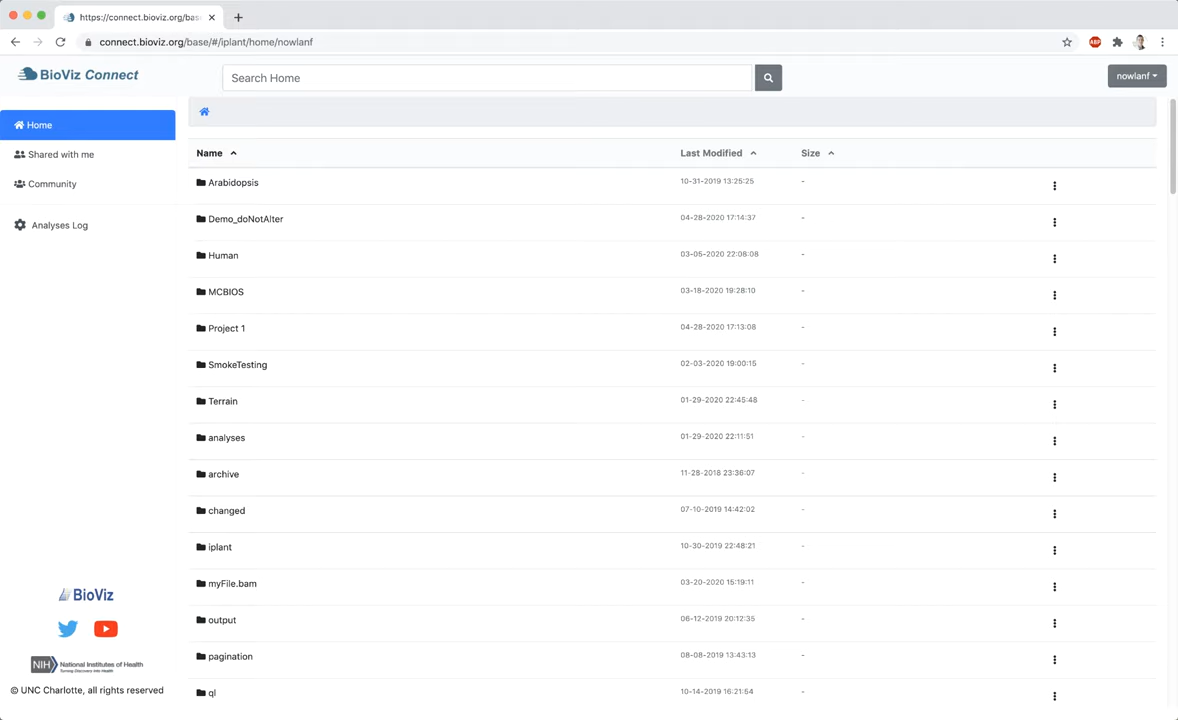 https://connect.bioviz.org/bas
connect.bioviz.org/base/#/iplant/home/nowlanf
ABP
BioViz Connect
Search Home
nowlanf
Home
Shared with me
Community
Analyses Log
Name Last Modified Size
Arabidopsis 10-31-2019 13:25:25 -
Demo_doNotAlter 04-28-2020 17:14:37 -
Human 03-05-2020 22:08:08 -
MCBIOS 03-18-2020 19:28:10 -
Project 1 04-28-2020 17:13:08 -
SmokeTesting 02-03-2020 19:00:15 -
Terrain 01-29-2020 22:45:48 -
analyses 01-29-2020 22:11:51 -
archive 11-28-2018 23:36:07 -
changed 07-10-2019 14:42:02 -
iplant 10-30-2019 22:48:21 -
myFile.bam 03-20-2020 15:19:11 -
output 06-12-2019 20:12:35 -
pagination 08-08-2019 13:43:13 -
ql 10-14-2019 16:21:54 -
BioViz
NIH National Institutes of Health
Turning Discovery Into Health
© UNC Charlotte, all rights reserved